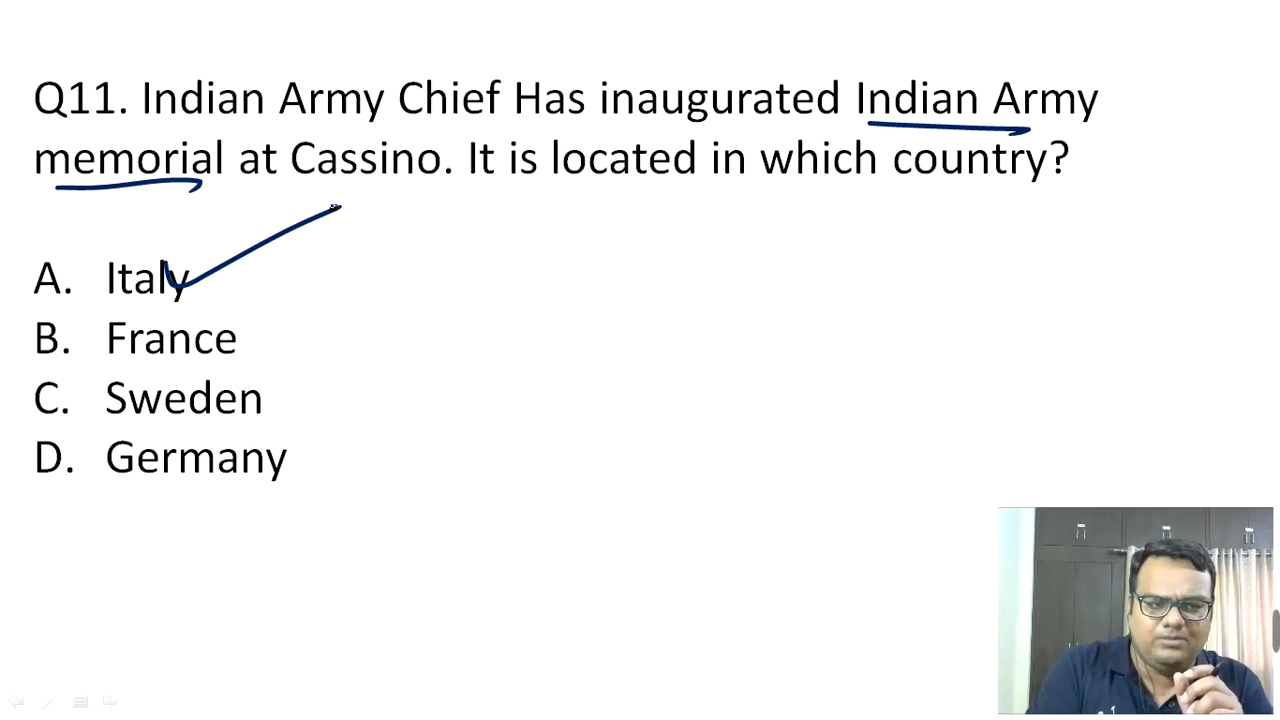 Q11. Indian Army Chief Has inaugurated Indian Army
memorial at Cassino. It is located in which country?
A. Italy
B. France
C. Sweden
D. Germany